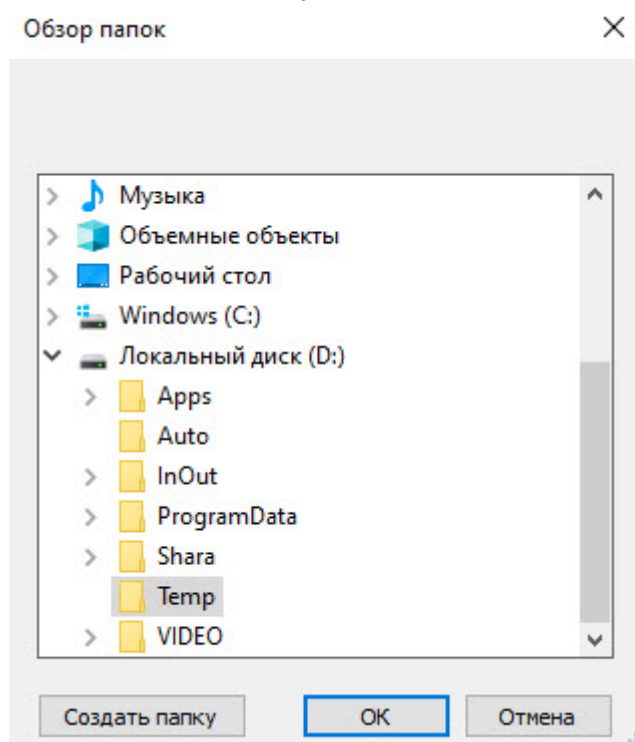 Обзор папок
Музыка
Объемные объекты
Рабочий стол
Windows (C:)
Локальный диск (D:)
Apps
Auto
InOut
ProgramData
Shara
Temp
VIDEO
Создать папку ОК Отмена